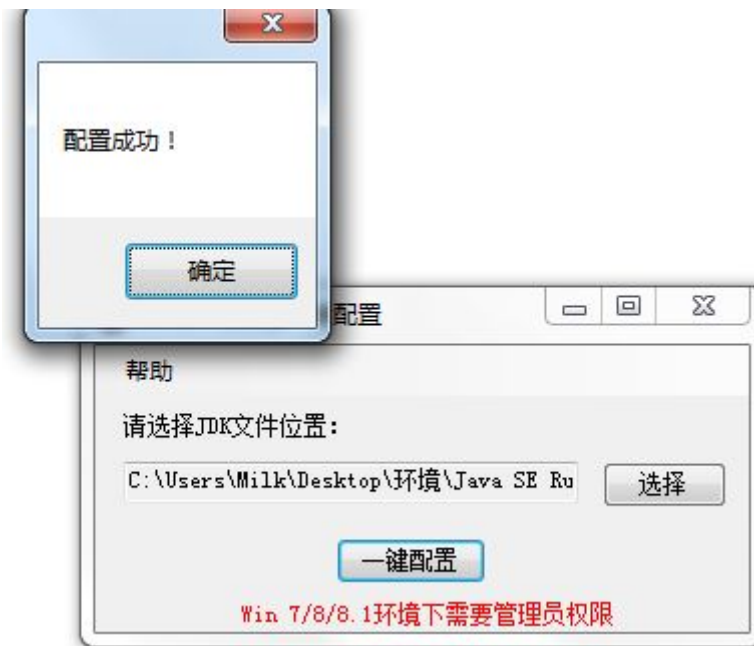 配置成功！
确定
配置
帮助
请选择JDK文件位置：
C:\Users\Milk\Desktop\环境\Java SE Ru
选择
一键配置
Win 7/8/8.1环境下需要管理员权限